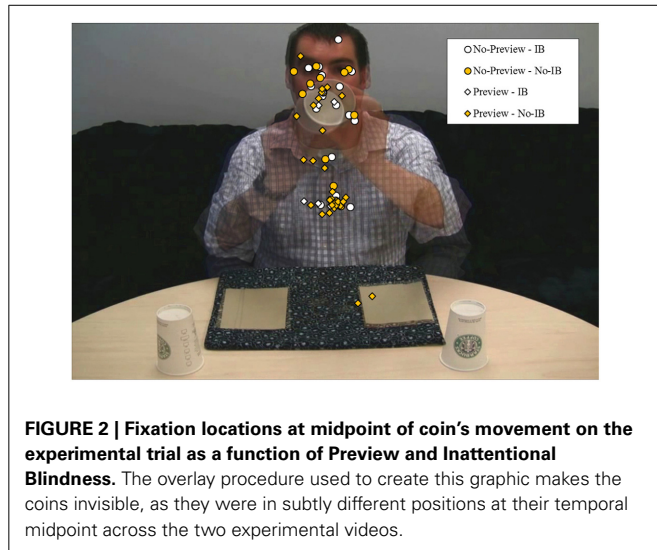 No-Preview - IB
No-Preview - No-IB
Preview - IB
Preview - No-IB
FIGURE 2 | Fixation locations at midpoint of coin's movement on the
experimental trial as a function of Preview and Inattentional
Blindness. The overlay procedure used to create this graphic makes the
coins invisible, as they were in subtly different positions at their temporal
midpoint across the two experimental videos.